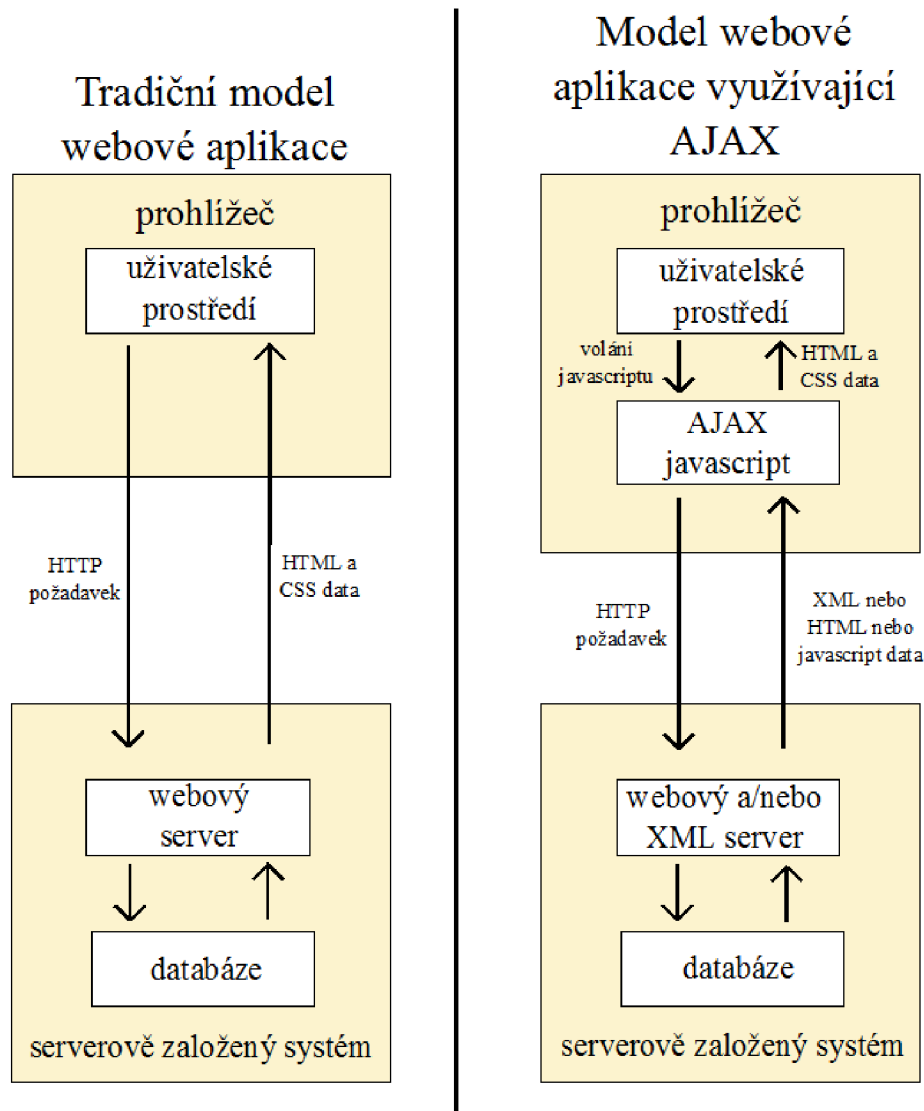 Tradiční model
webové aplikace
prohlížeč
uživatelské
prostředí
HTTP
požadavek
HTML a
CSS data
webový
server
databáze
serverově založený systém
Model webové
aplikace využívající
AJAX
prohlížeč
uživatelské
prostředí
volání
javascriptu
HTML a
CSS data
AJAX
javascript
HTTP
požadavek
XML nebo
HTML nebo
javascript data
webový a/nebo
XML server
databáze
serverově založený systém